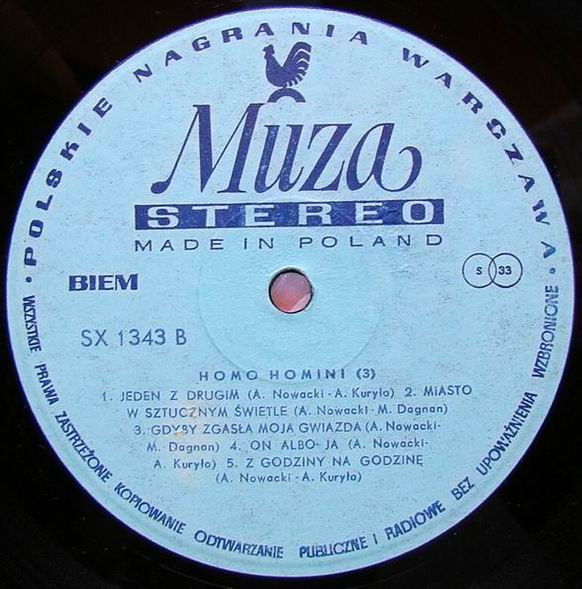 • POLSKIE NAGRANIA WARCZAWA •
Muza
STEREO
MADE IN POLAND
BIEM
S 33
SX 1343 B
HOMO HOMINI (3)
1. JEDEN Z DRUGIM (A. Nowacki - A. Kuryło) 2. MIASTO
W SZTUCZNYM ŚWIETLE (A. Nowacki - M. Dagnan)
3. GDYBY ZGASŁA MOJA GWIAZDA (A. Nowacki-
M. Dagnan) 4. ON ALBO JA (A. Nowacki-
A. Kuryło) 5. Z GODZINY NA GODZINĘ
(A. Nowacki - A. Kuryło)
WSZYSTKIE PRAWA ZASTRZEŻONE KOPIOWANIE ODTWARZANIE PUBLICZNE I RADIOWE BEZ UPOWAŻNIENIA WZBRONIONE